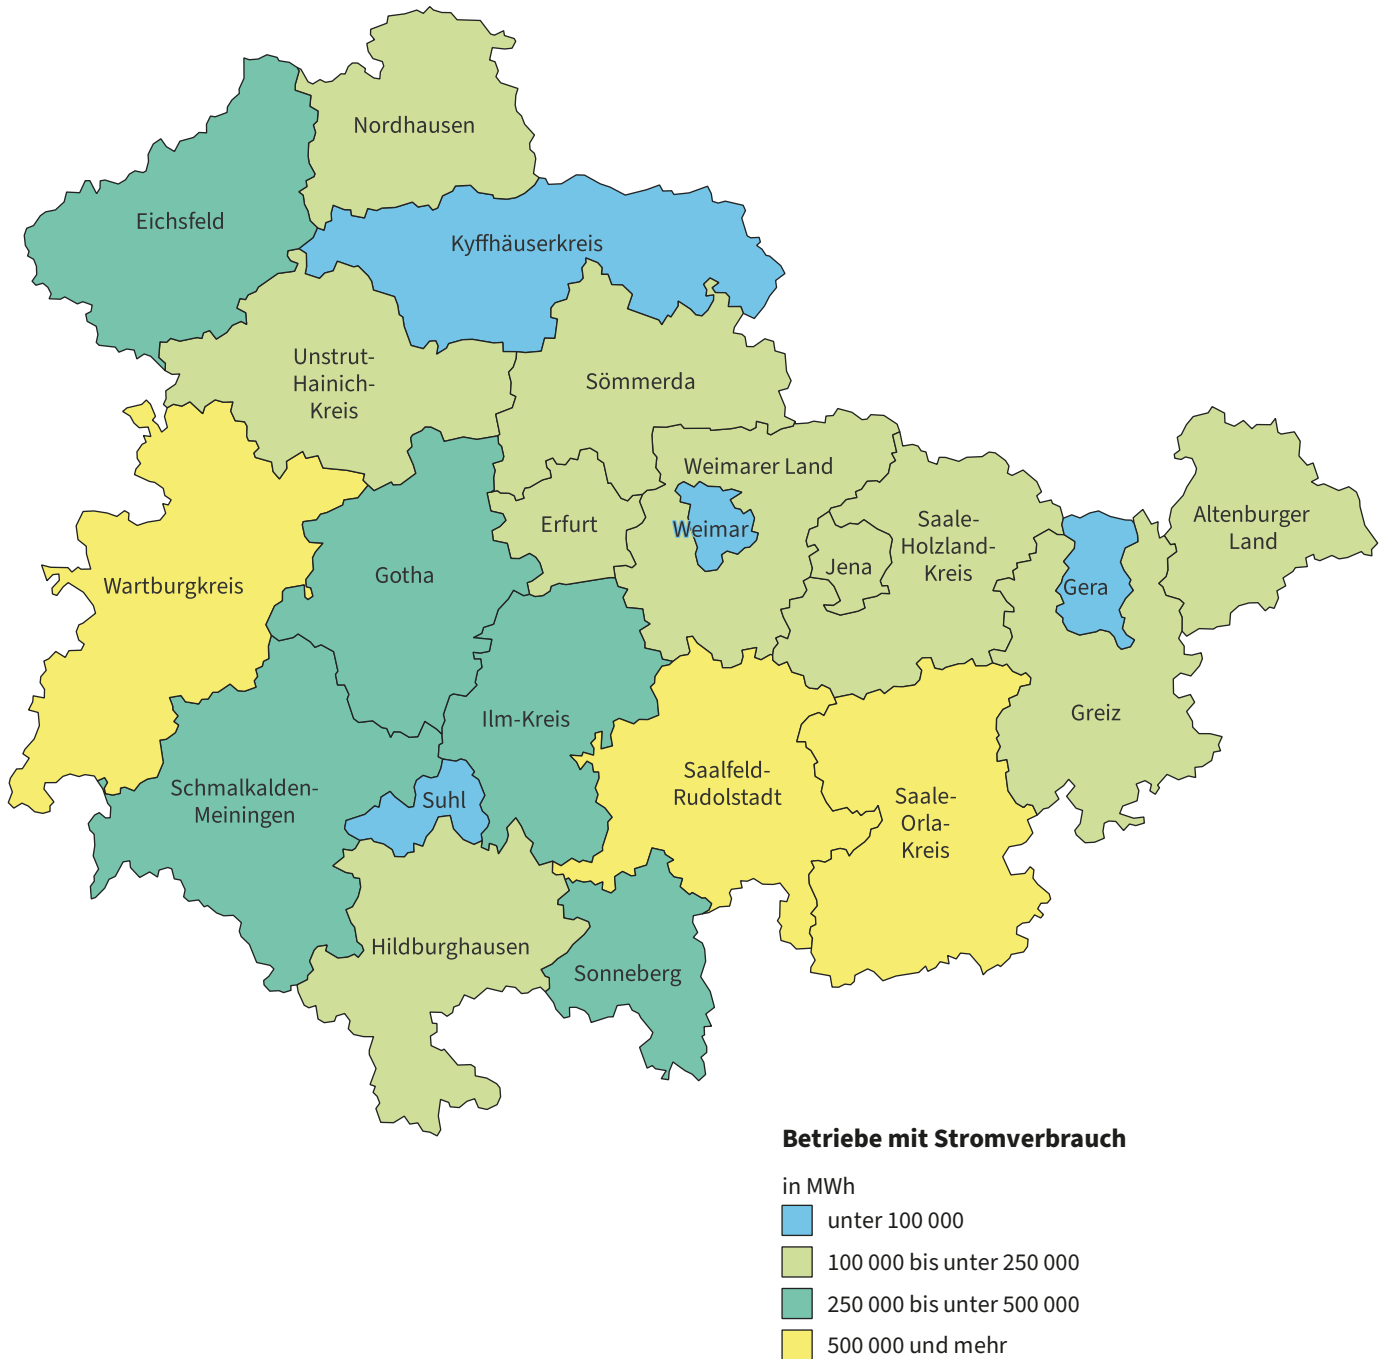 Nordhausen
Eichsfeld
Kyffhäuserkreis
Unstrut-
Hainich-
Kreis
Sömmerda
Weimarer Land
Wartburgkreis
Gotha
Erfurt
Weimar
Jena
Saale-
Holzland-
Kreis
Gera
Altenburger
Land
Greiz
Ilm-Kreis
Schmalkalden-
Meiningen
Suhl
Saalfeld-
Rudolstadt
Saale-
Orla-
Kreis
Hildburghausen
Sonneberg
Betriebe mit Stromverbrauch
in MWh
unter 100 000
100 000 bis unter 250 000
250 000 bis unter 500 000
500 000 und mehr